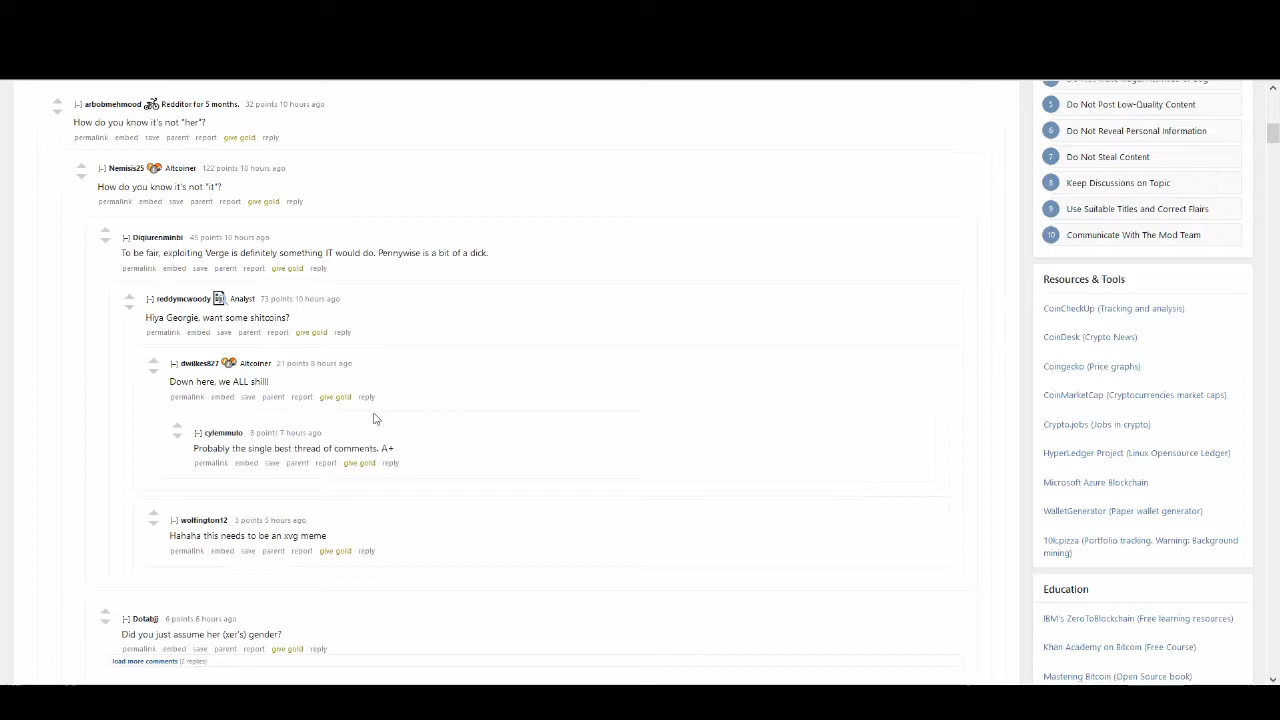 [-] arbobmehmood Redditor for 5 months. 32 points 10 hours ago
How do you know it's not "her"?
permalink embed save parent report give gold reply
[-] Nemisis25 Altcoiner 122 points 10 hours ago
How do you know it's not "it"?
permalink embed save parent report give gold reply
[-] Diqiurenminbi 45 points 10 hours ago
To be fair, exploiting Verge is definitely something IT would do. Pennywise is a bit of a dick.
permalink embed save parent report give gold reply
[-] reddymcwoody Analyst 73 points 10 hours ago
Hiya Georgie, want some shitcoins?
permalink embed save parent report give gold reply
[-] dwilkes827 Altcoiner 21 points 8 hours ago
Down here, we ALL shill!
permalink embed save parent report give gold reply
[-] cylemmulo 8 points 7 hours ago
Probably the single best thread of comments. A+
permalink embed save parent report give gold reply
[-] wolfington12 3 points 5 hours ago
Hahaha this needs to be an xvg meme
permalink embed save parent report give gold reply
[-] Dotabjj 6 points 6 hours ago
Did you just assume her (xer's) gender?
permalink embed save parent report give gold reply
load more comments (2 replies)
5 Do Not Post Low-Quality Content
6 Do Not Reveal Personal Information
7 Do Not Steal Content
8 Keep Discussions on Topic
9 Use Suitable Titles and Correct Flairs
10 Communicate With The Mod Team
Resources & Tools
CoinCheckUp (Tracking and analysis)
CoinDesk (Crypto News)
Coingecko (Price graphs)
CoinMarketCap (Cryptocurrencies market caps)
Crypto.jobs (Jobs in crypto)
HyperLedger Project (Linux Opensource Ledger)
Microsoft Azure Blockchain
WalletGenerator (Paper wallet generator)
10k.pizza (Portfolio tracking. Warning: Background
mining)
Education
IBM's ZeroToBlockchain (Free learning resources)
Khan Academy on Bitcoin (Free Course)
Mastering Bitcoin (Open Source book)